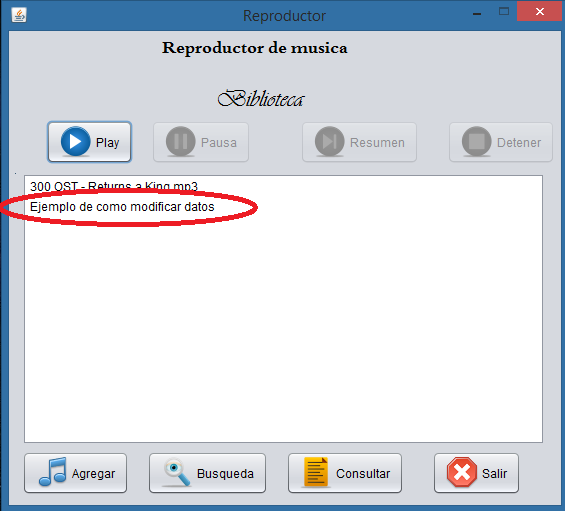 Reproductor
Reproductor de musica
Biblioteca
Play Pausa Resumen Detener
300 OST - Returns a King.mp3
Ejemplo de como modificar datos
Agregar Busqueda Consultar Salir